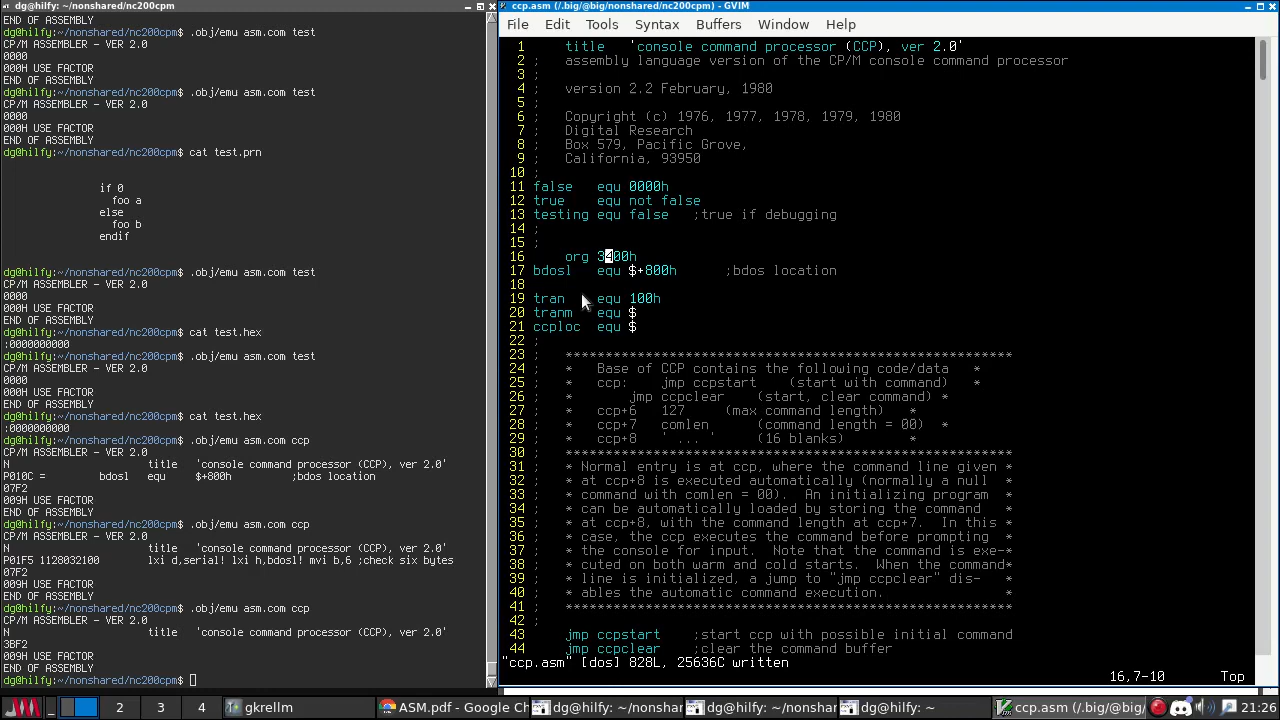 dg@hilfy: ~/nonshared/nc200cpm
END OF ASSEMBLY
dg@hilfy:~/nonshared/nc200cpm$ .obj/emu asm.com test
CP/M ASSEMBLER - VER 2.0
0000
000H USE FACTOR
END OF ASSEMBLY
dg@hilfy:~/nonshared/nc200cpm$ .obj/emu asm.com test
CP/M ASSEMBLER - VER 2.0
0000
000H USE FACTOR
END OF ASSEMBLY
dg@hilfy:~/nonshared/nc200cpm$ cat test.prn
if 0
foo a
else
foo b
endif
dg@hilfy:~/nonshared/nc200cpm$ .obj/emu asm.com test
CP/M ASSEMBLER - VER 2.0
0000
000H USE FACTOR
END OF ASSEMBLY
dg@hilfy:~/nonshared/nc200cpm$ cat test.hex
:0000000000
dg@hilfy:~/nonshared/nc200cpm$ .obj/emu asm.com test
CP/M ASSEMBLER - VER 2.0
0000
000H USE FACTOR
END OF ASSEMBLY
dg@hilfy:~/nonshared/nc200cpm$ cat test.hex
:0000000000
dg@hilfy:~/nonshared/nc200cpm$ .obj/emu asm.com ccp
CP/M ASSEMBLER - VER 2.0
N title 'console command processor (CCP), ver 2.0'
P010C = bdosl equ $+800h ;bdos location
07F2
009H USE FACTOR
END OF ASSEMBLY
dg@hilfy:~/nonshared/nc200cpm$ .obj/emu asm.com ccp
CP/M ASSEMBLER - VER 2.0
N title 'console command processor (CCP), ver 2.0'
P01F5 1128032100 lxi d,serial! lxi h,bdosl! mvi b,6 ;check six bytes
07F2
009H USE FACTOR
END OF ASSEMBLY
dg@hilfy:~/nonshared/nc200cpm$ .obj/emu asm.com ccp
CP/M ASSEMBLER - VER 2.0
N title 'console command processor (CCP), ver 2.0'
3BF2
009H USE FACTOR
END OF ASSEMBLY
dg@hilfy:~/nonshared/nc200cpm$
ccp.asm (/.big/@big/nonshared/nc200cpm) - GVIM
File Edit Tools Syntax Buffers Window Help
1 title 'console command processor (CCP), ver 2.0'
2 ; assembly language version of the CP/M console command processor
3 ;
4 ; version 2.2 February, 1980
5 ;
6 ; Copyright (c) 1976, 1977, 1978, 1979, 1980
7 ; Digital Research
8 ; Box 579, Pacific Grove,
9 ; California, 93950
10 ;
11 false equ 0000h
12 true equ not false
13 testing equ false ;true if debugging
14 ;
15 ;
16 org 3400h
17 bdosl equ $+800h ;bdos location
18
19 tran equ 100h
20 tranm equ $
21 ccploc equ $
22 ;
23 ; ********************************************************
24 ; * Base of CCP contains the following code/data *
25 ; * ccp: jmp ccpstart (start with command) *
26 ; * jmp ccpclear (start, clear command) *
27 ; * ccp+6 127 (max command length) *
28 ; * ccp+7 comlen (command length = 00) *
29 ; * ccp+8 ' ... ' (16 blanks) *
30 ; ********************************************************
31 ; * Normal entry is at ccp, where the command line given *
32 ; * at ccp+8 is executed automatically (normally a null *
33 ; * command with comlen = 00). An initializing program *
34 ; * can be automatically loaded by storing the command *
35 ; * at ccp+8, with the command length at ccp+7. In this *
36 ; * case, the ccp executes the command before prompting *
37 ; * the console for input. Note that the command is exe-*
38 ; * cuted on both warm and cold starts. When the command*
39 ; * line is initialized, a jump to "jmp ccpclear" dis- *
40 ; * ables the automatic command execution. *
41 ; ********************************************************
42 ;
43 jmp ccpstart ;start ccp with possible initial command
44 jmp ccpclear ;clear the command buffer
"ccp.asm" [dos] 828L, 25636C written
16,7-10 Top
2 3 4 gkrellm ASM.pdf - Google Ch dg@hilfy: ~/nonshar dg@hilfy: ~/nonshar dg@hilfy: ~ ccp.asm (/.big/@big/ 21:26